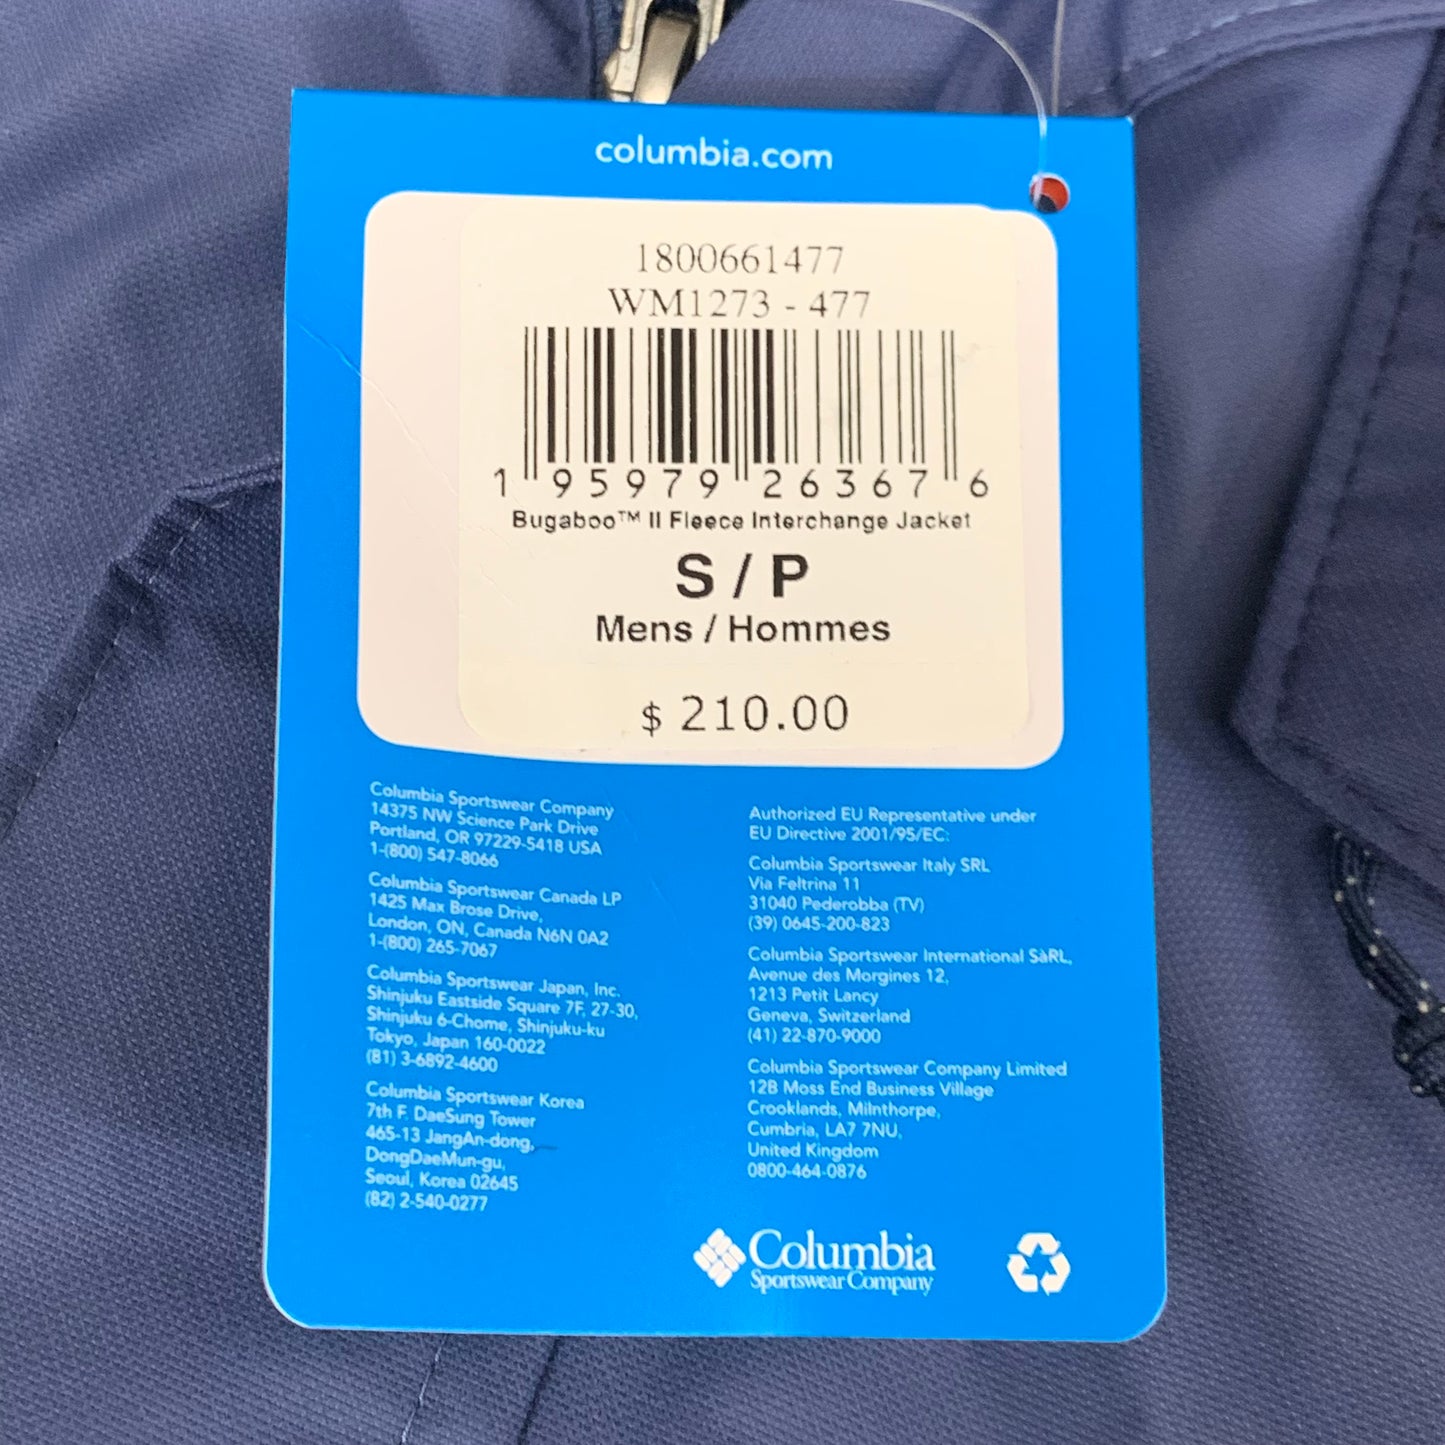 columbia.com
1800661477
WM1273 - 477
1 95979 26367 6
Bugaboo™ II Fleece Interchange Jacket
S / P
Mens / Hommes
$ 210.00
Columbia Sportswear Company
14375 NW Science Park Drive
Portland, OR 97229-5418 USA
1-(800) 547-8066
Columbia Sportswear Canada LP
1425 Max Brose Drive,
London, ON, Canada N6N 0A2
1-(800) 265-7067
Columbia Sportswear Japan, Inc.
Shinjuku Eastside Square 7F, 27-30,
Shinjuku 6-Chome, Shinjuku-ku
Tokyo, Japan 160-0022
(81) 3-6892-4600
Columbia Sportswear Korea
7th F. DaeSung Tower
465-13 JangAn-dong,
DongDaeMun-gu,
Seoul, Korea 02645
(82) 2-540-0277
Authorized EU Representative under
EU Directive 2001/95/EC:
Columbia Sportswear Italy SRL
Via Feltrina 11
31040 Pederobba (TV)
(39) 0645-200-823
Columbia Sportswear International SàRL,
Avenue des Morgines 12,
1213 Petit Lancy
Geneva, Switzerland
(41) 22-870-9000
Columbia Sportswear Company Limited
12B Moss End Business Village
Crooklands, Milnthorpe,
Cumbria, LA7 7NU,
United Kingdom
0800-464-0876
Columbia
Sportswear Company